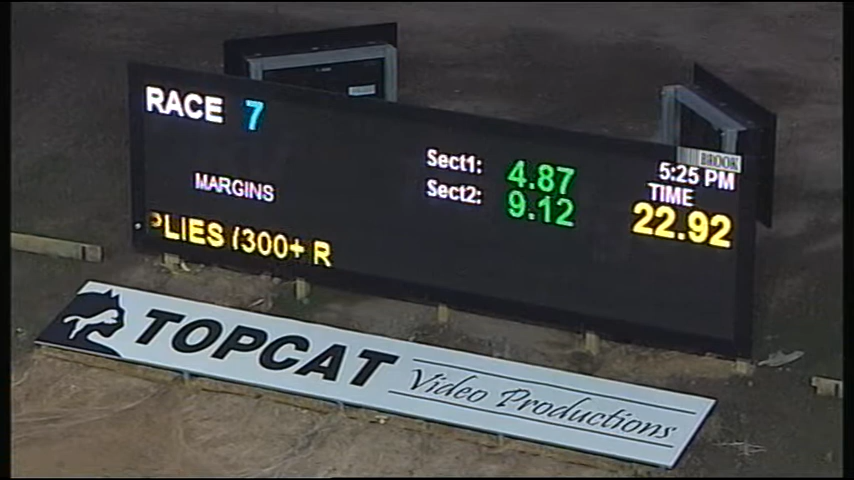 RACE 7
BROOK
5:25 PM
Sect1: 4.87
TIME
MARGINS
Sect2: 9.12
22.92
PLIES (300+ R
TOPCAT Video Productions